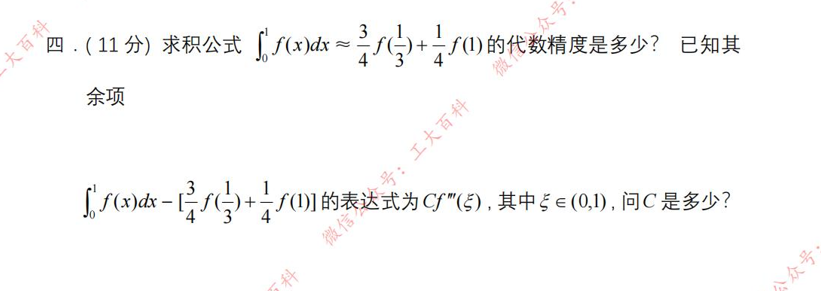 四．( 11 分) 求积公式 $\int_0^1 f(x)dx \approx \frac{3}{4} f(\frac{1}{3}) + \frac{1}{4} f(1)$ 的代数精度是多少？ 已知其
余项
$\int_0^1 f(x)dx - [\frac{3}{4} f(\frac{1}{3}) + \frac{1}{4} f(1)]$ 的表达式为 $Cf'''(\xi)$ , 其中 $\xi \in (0,1)$ , 问 $C$ 是多少？
工大百科
微信公众号：
微信公众号：工大百科
科
公众号：